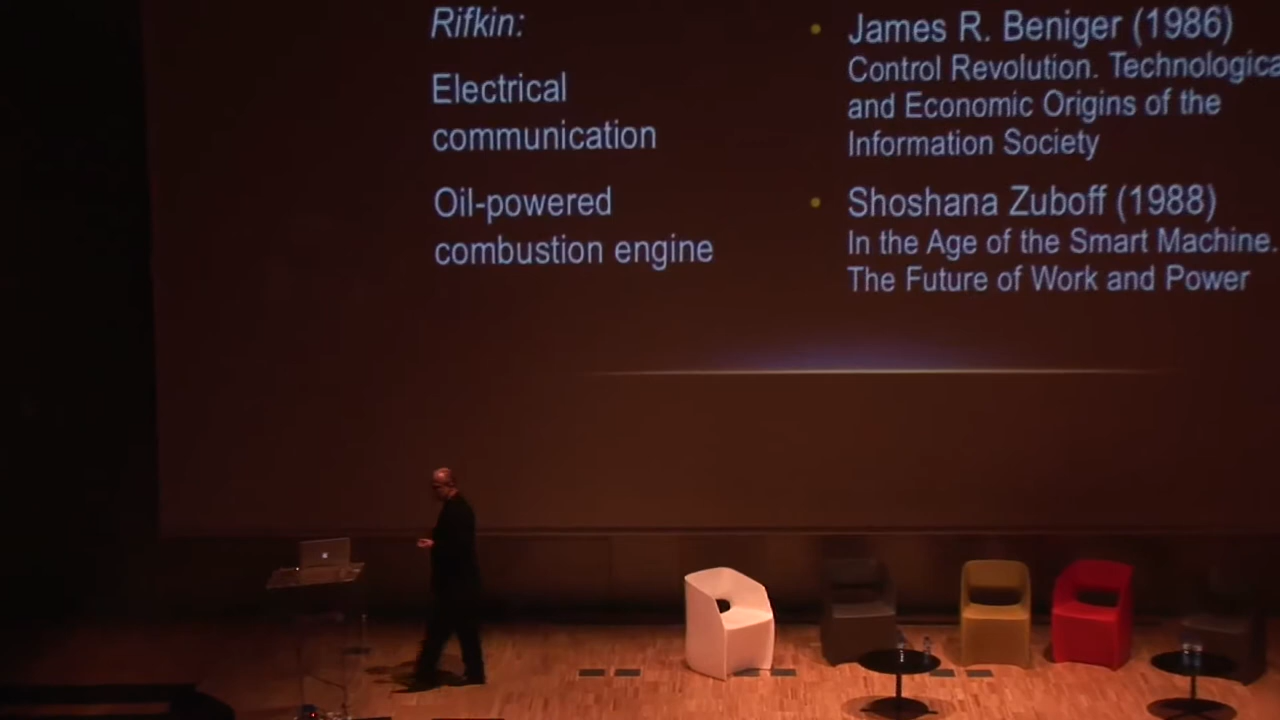 Rifkin:
Electrical
communication
Oil-powered
combustion engine
James R. Beniger (1986)
Control Revolution. Technologica
and Economic Origins of the
Information Society
Shoshana Zuboff (1988)
In the Age of the Smart Machine.
The Future of Work and Power